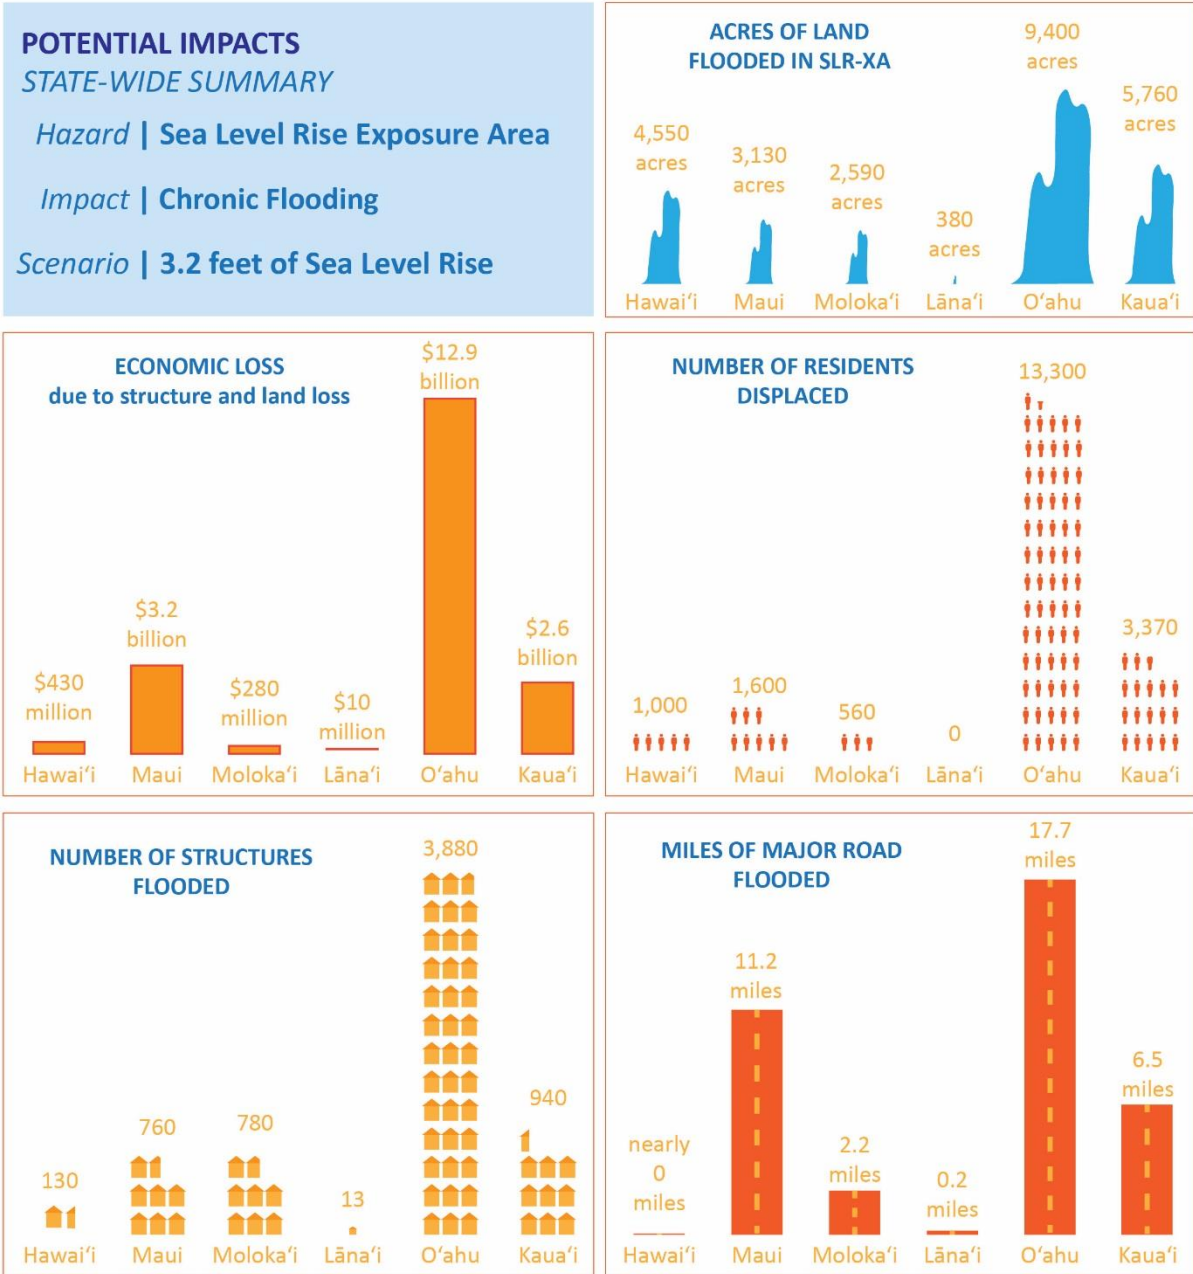 POTENTIAL IMPACTS
STATE-WIDE SUMMARY
Hazard | Sea Level Rise Exposure Area
Impact | Chronic Flooding
Scenario | 3.2 feet of Sea Level Rise
ACRES OF LAND
FLOODED IN SLR-XA
4,550
acres
3,130
acres
2,590
acres
380
acres
9,400
acres
5,760
acres
Hawaiʻi Maui Molokaʻi Lānaʻi Oʻahu Kauaʻi
ECONOMIC LOSS
due to structure and land loss
$430
million
$3.2
billion
$280
million
$10
million
$12.9
billion
$2.6
billion
Hawaiʻi Maui Molokaʻi Lānaʻi Oʻahu Kauaʻi
NUMBER OF RESIDENTS
DISPLACED
1,000
1,600
560
0
13,300
3,370
Hawaiʻi Maui Molokaʻi Lānaʻi Oʻahu Kauaʻi
NUMBER OF STRUCTURES
FLOODED
130
760
780
13
3,880
940
Hawaiʻi Maui Molokaʻi Lānaʻi Oʻahu Kauaʻi
MILES OF MAJOR ROAD
FLOODED
nearly
0
miles
11.2
miles
2.2
miles
0.2
miles
17.7
miles
6.5
miles
Hawaiʻi Maui Molokaʻi Lānaʻi Oʻahu Kauaʻi